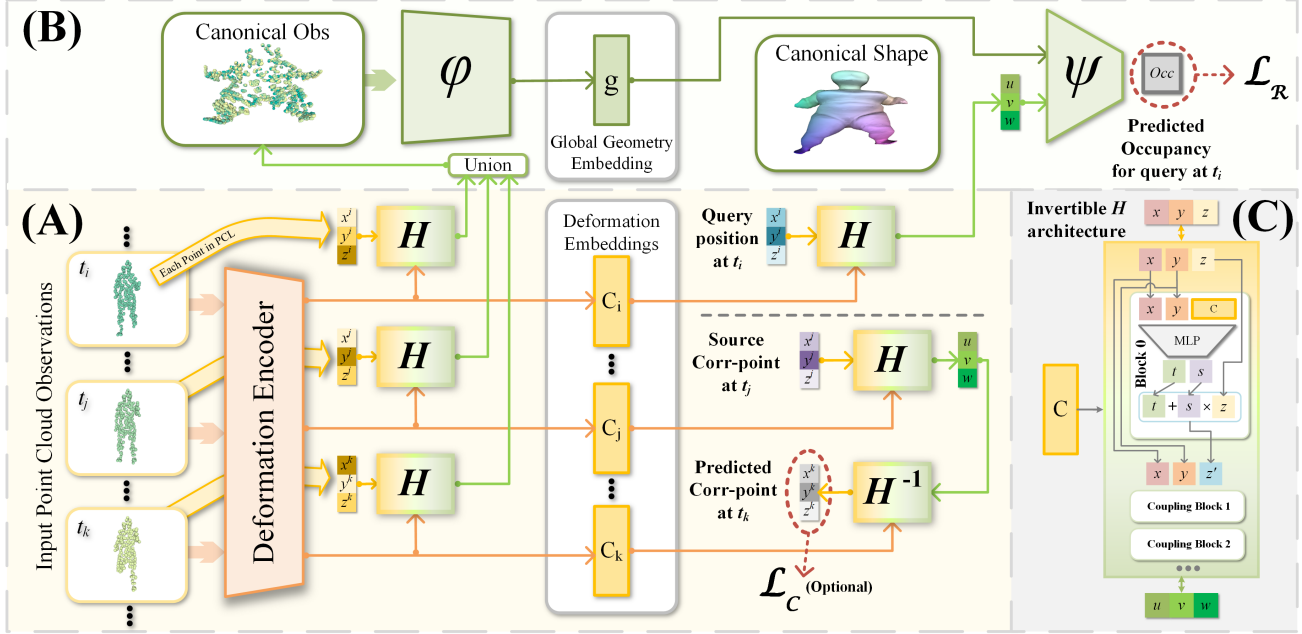 (B)
Canonical Obs
φ
g
Global Geometry
Embedding
Canonical Shape
u
v
w
ψ
Occ
ℒ_ℛ
Predicted
Occupancy
for query at t_i
Union
(A)
Input Point Cloud Observations
t_i
t_j
t_k
Each Point in PCL
Deformation Encoder
x^i
y^i
z^i
H
x^j
y^j
z^j
H
x^k
y^k
z^k
H
Deformation
Embeddings
C_i
C_j
C_k
Query
position
at t_i
x^i
y^i
z^i
H
Source
Corr-point
at t_j
x^j
y^j
z^j
H
u
v
w
Predicted
Corr-point
at t_k
x^k
y^k
z^k
H^-1
ℒ_C (Optional)
(C)
Invertible H
architecture
x y z
x y z
x y C
MLP
Block 0
t s
t + s × z
x y z'
C
Coupling Block 1
Coupling Block 2
u v w